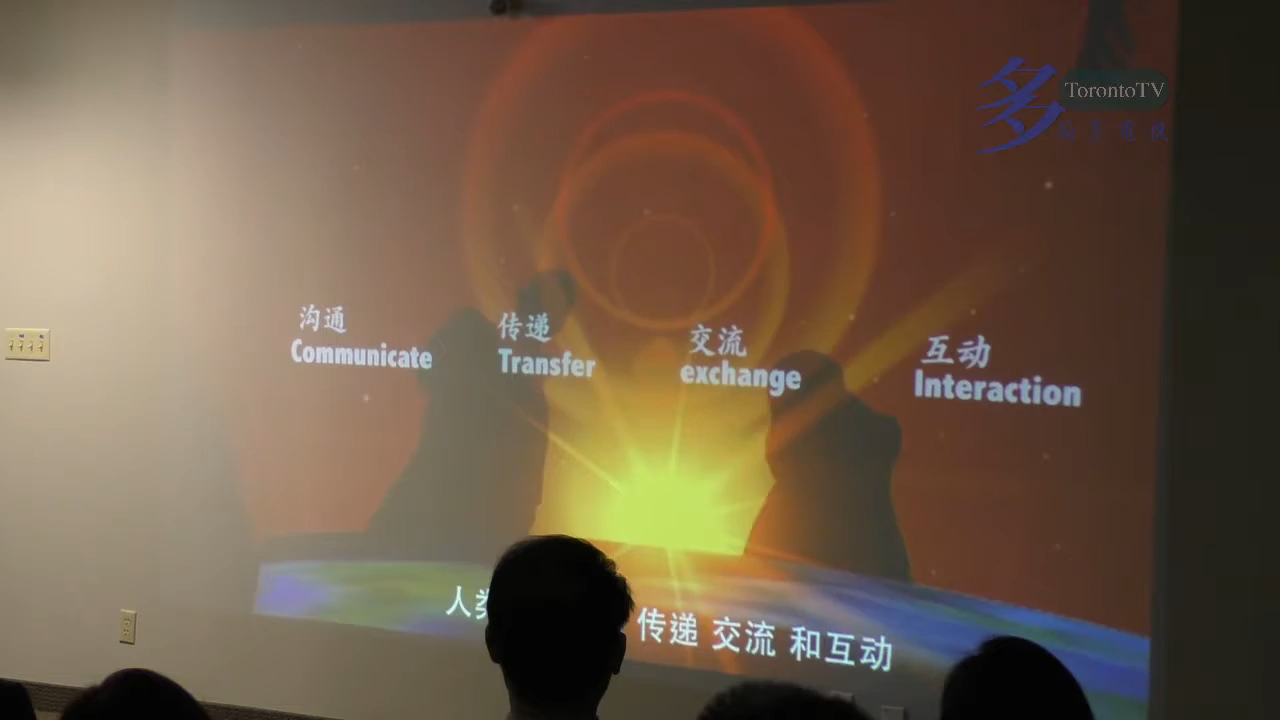 多
TorontoTV
沟通
Communicate
传递
Transfer
交流
exchange
互动
Interaction
人类 传递 交流 和互动